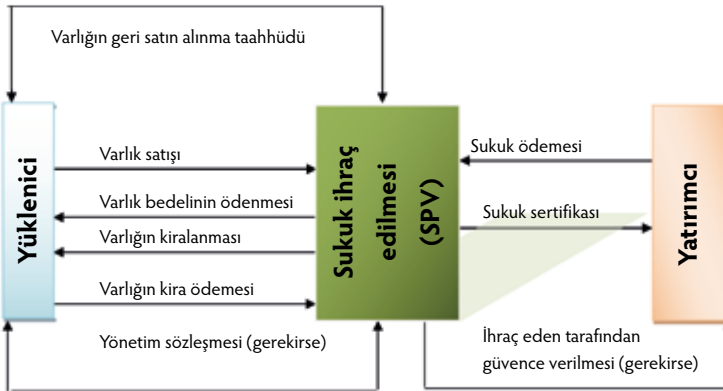 Varlığın geri satın alınma taahhüdü
Yüklenici
Varlık satışı
Varlık bedelinin ödenmesi
Varlığın kiralanması
Varlığın kira ödemesi
Yönetim sözleşmesi (gerekirse)
Sukuk ihraç
edilmesi
(SPV)
Sukuk ödemesi
Sukuk sertifikası
İhraç eden tarafından
güvence verilmesi (gerekirse)
Yatırımcı